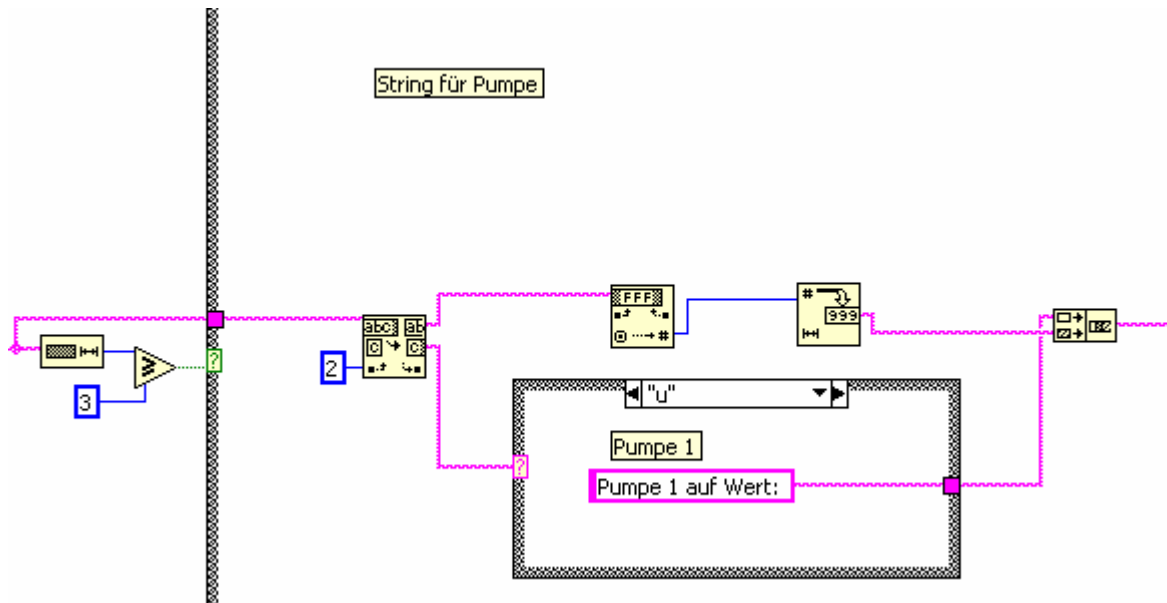 String für Pumpe
FFF
#
999
abc ab
c c
#
?
3
2
"u"
?
Pumpe 1
Pumpe 1 auf Wert: